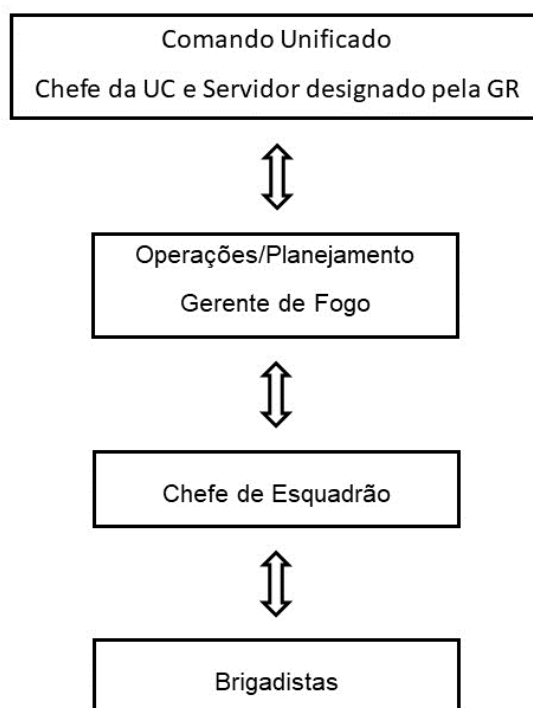 Comando Unificado
Chefe da UC e Servidor designado pela GR
Operações/Planejamento
Gerente de Fogo
Chefe de Esquadrão
Brigadistas